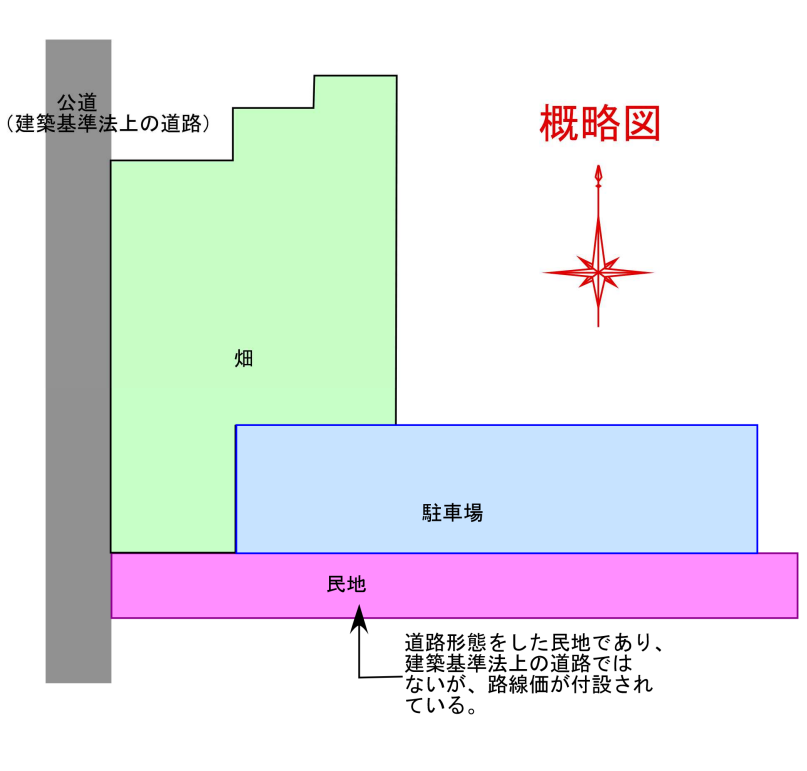 公道
（建築基準法上の道路）
概略図
畑
駐車場
民地
道路形態をした民地であり、
建築基準法上の道路では
ないが、路線価が付設され
ている。